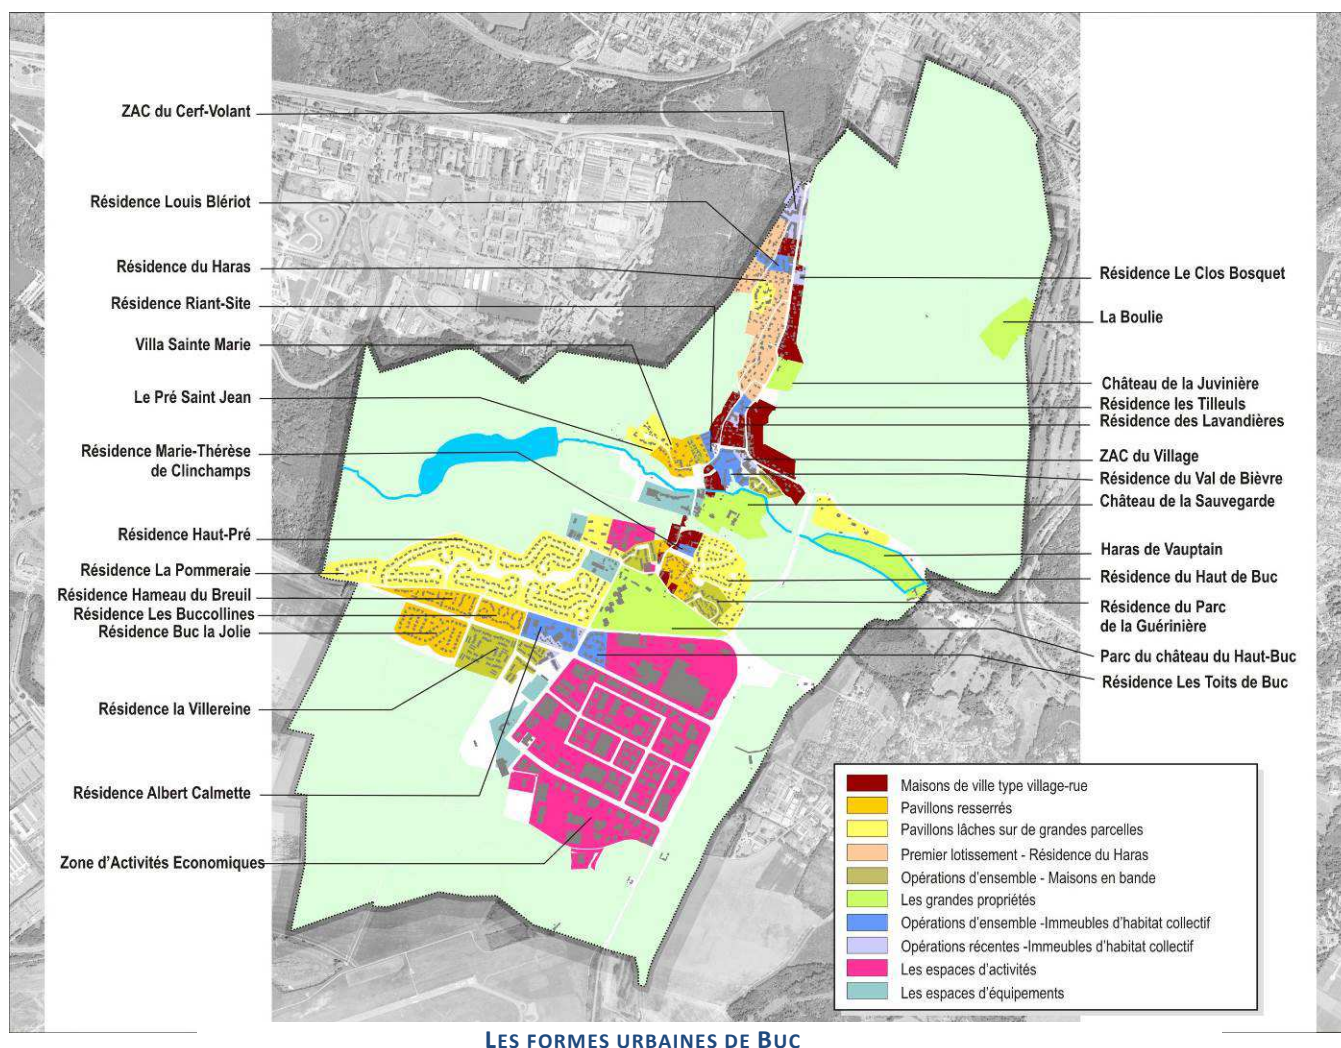 ZAC du Cerf-Volant
Résidence Louis Blériot
Résidence du Haras
Résidence Riant-Site
Villa Sainte Marie
Le Pré Saint Jean
Résidence Marie-Thérèse
de Clinchamps
Résidence Haut-Pré
Résidence La Pommeraie
Résidence Hameau du Breuil
Résidence Les Buccollines
Résidence Buc la Jolie
Résidence la Villereine
Résidence Albert Calmette
Zone d'Activités Economiques
Résidence Le Clos Bosquet
La Boulie
Château de la Juvinière
Résidence les Tilleuls
Résidence des Lavandières
ZAC du Village
Résidence du Val de Bièvre
Château de la Sauvegarde
Haras de Vauptain
Résidence du Haut de Buc
Résidence du Parc
de la Guérinière
Parc du château du Haut-Buc
Résidence Les Toits de Buc
Maisons de ville type village-rue
Pavillons resserrés
Pavillons lâches sur de grandes parcelles
Premier lotissement - Résidence du Haras
Opérations d'ensemble - Maisons en bande
Les grandes propriétés
Opérations d'ensemble -Immeubles d'habitat collectif
Opérations récentes -Immeubles d'habitat collectif
Les espaces d'activités
Les espaces d'équipements
LES FORMES URBAINES DE BUC